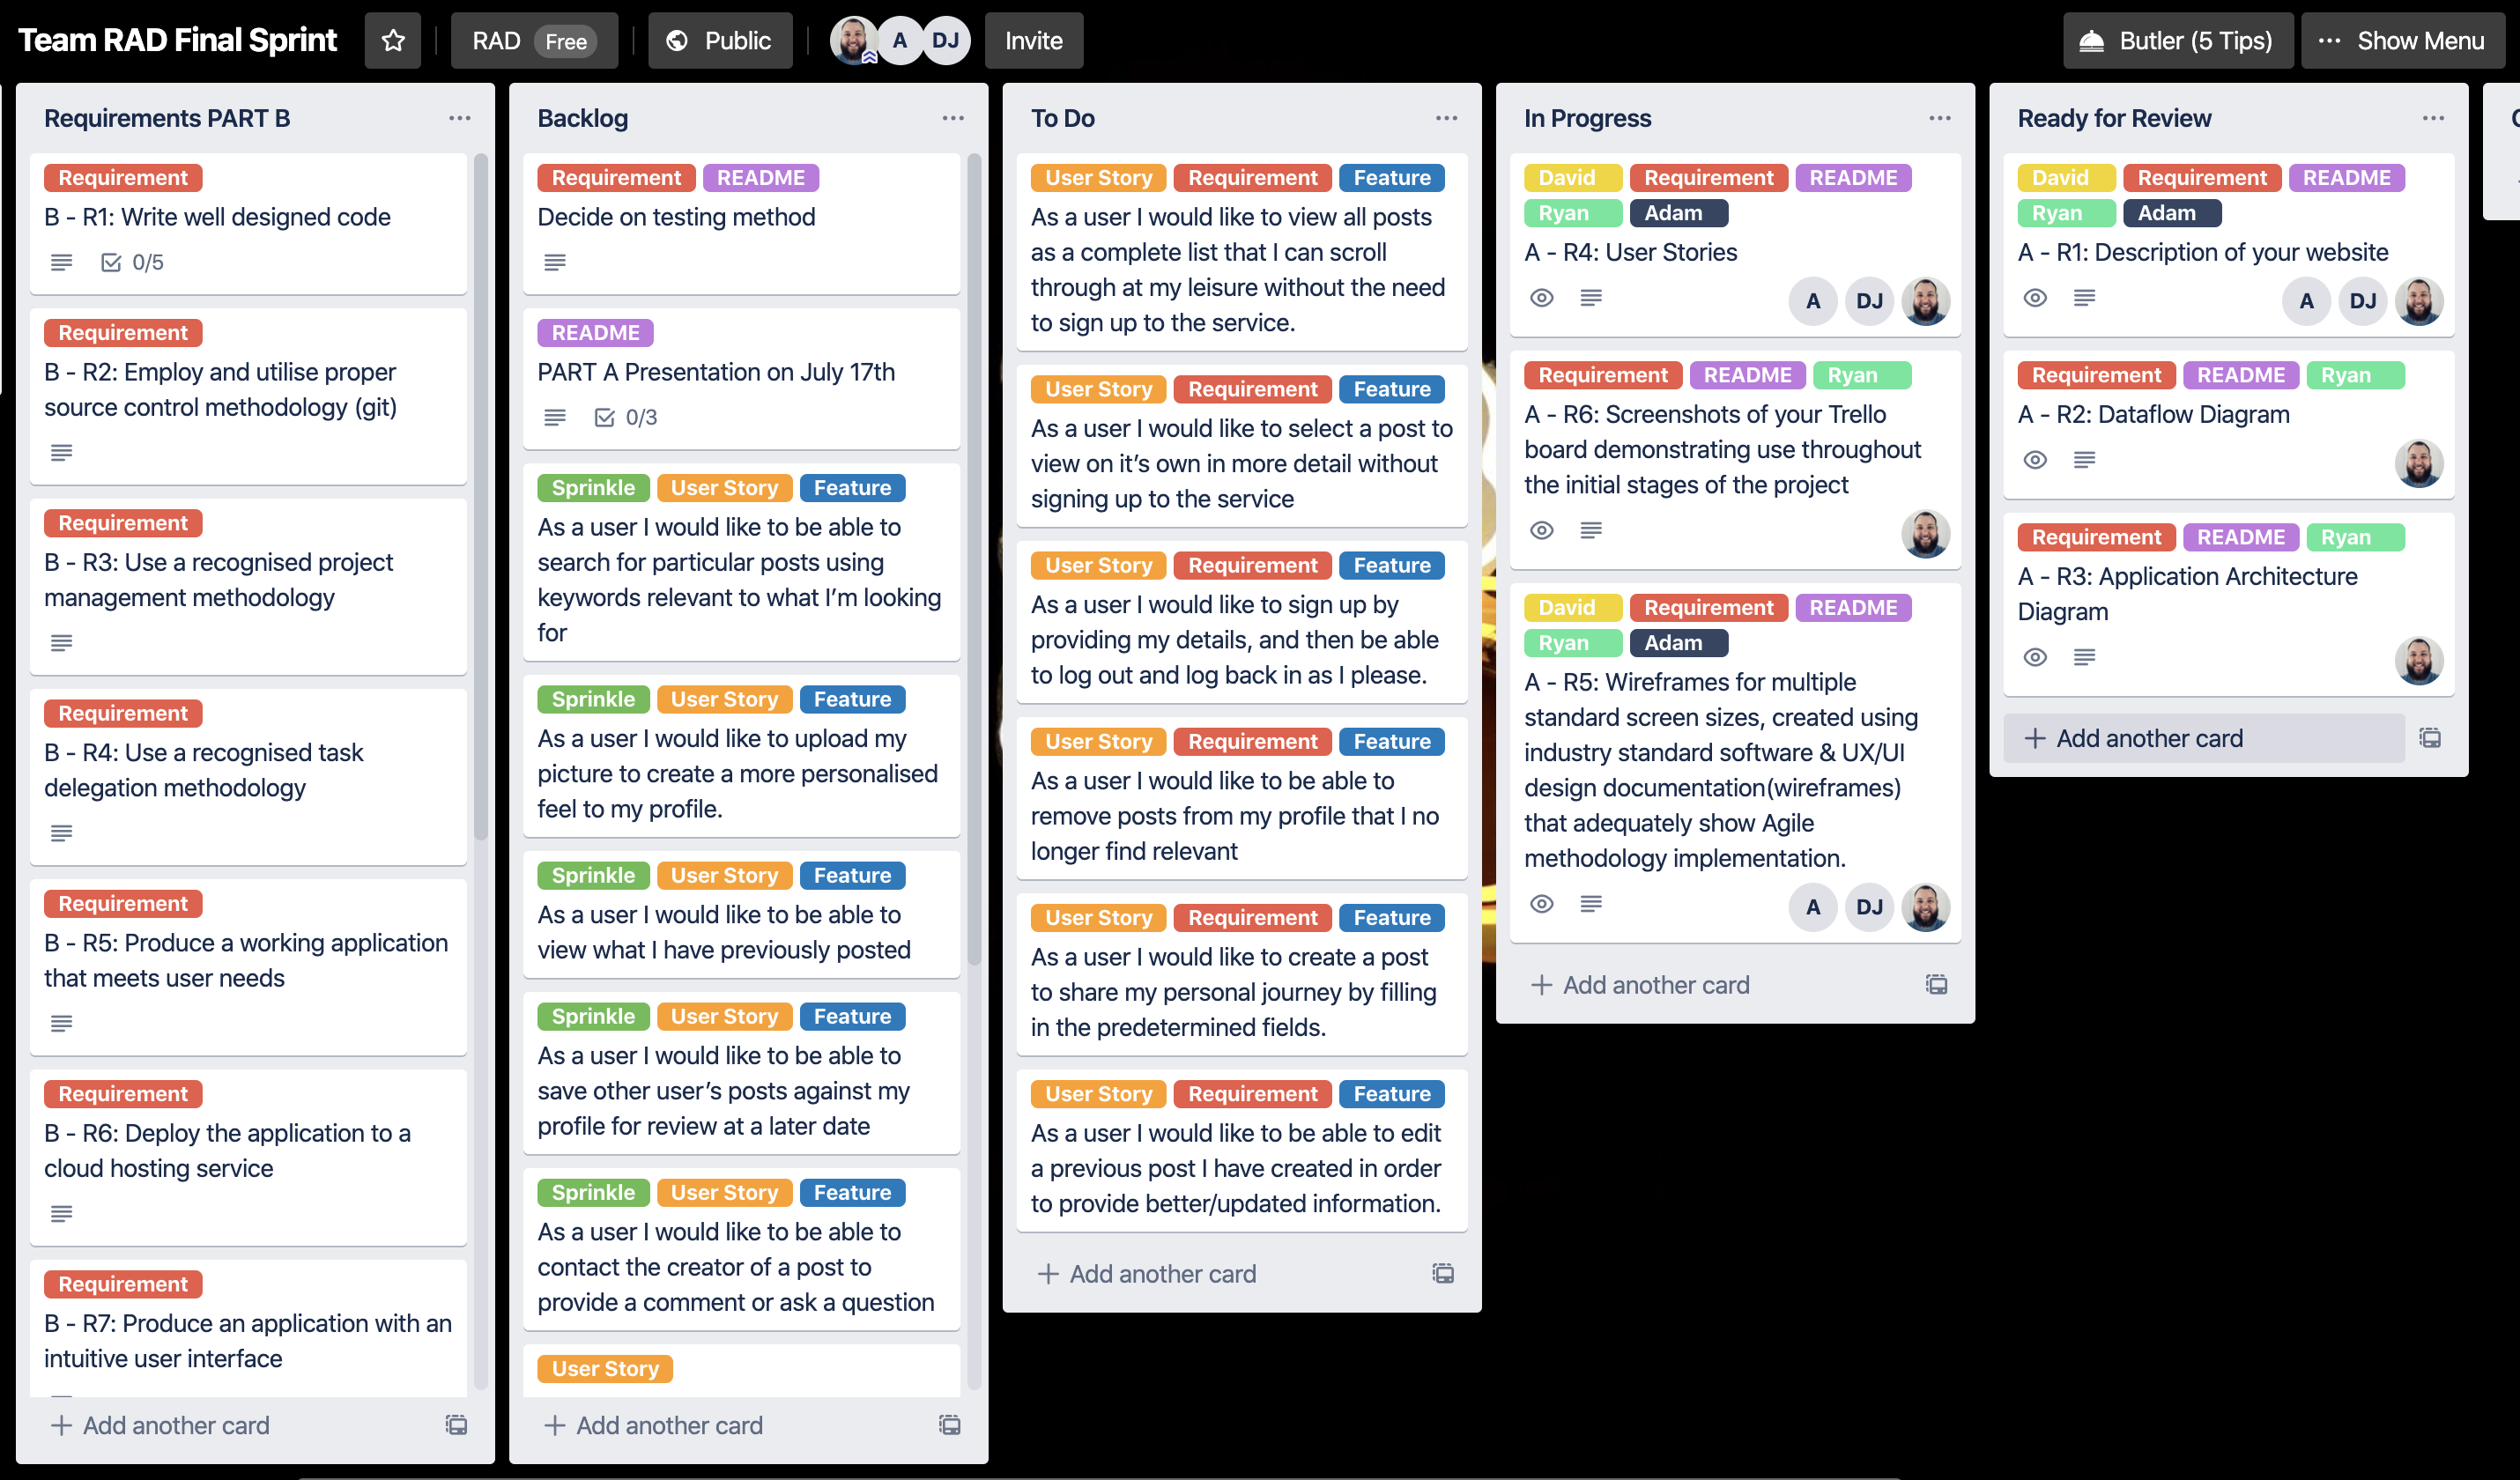 Team RAD Final Sprint
RAD Free
Public
A
DJ
Invite
Butler (5 Tips)
Show Menu
Requirements PART B
Requirement
B - R1: Write well designed code
0/5
Requirement
B - R2: Employ and utilise proper
source control methodology (git)
Requirement
B - R3: Use a recognised project
management methodology
Requirement
B - R4: Use a recognised task
delegation methodology
Requirement
B - R5: Produce a working application
that meets user needs
Requirement
B - R6: Deploy the application to a
cloud hosting service
Requirement
B - R7: Produce an application with an
intuitive user interface
Add another card
Backlog
Requirement README
Decide on testing method
README
PART A Presentation on July 17th
0/3
Sprinkle User Story Feature
As a user I would like to be able to
search for particular posts using
keywords relevant to what I’m looking
for
Sprinkle User Story Feature
As a user I would like to upload my
picture to create a more personalised
feel to my profile.
Sprinkle User Story Feature
As a user I would like to be able to
view what I have previously posted
Sprinkle User Story Feature
As a user I would like to be able to
save other user’s posts against my
profile for review at a later date
Sprinkle User Story Feature
As a user I would like to be able to
contact the creator of a post to
provide a comment or ask a question
User Story
Add another card
To Do
User Story Requirement Feature
As a user I would like to view all posts
as a complete list that I can scroll
through at my leisure without the need
to sign up to the service.
User Story Requirement Feature
As a user I would like to select a post to
view on it’s own in more detail without
signing up to the service
User Story Requirement Feature
As a user I would like to sign up by
providing my details, and then be able
to log out and log back in as I please.
User Story Requirement Feature
As a user I would like to be able to
remove posts from my profile that I no
longer find relevant
User Story Requirement Feature
As a user I would like to create a post
to share my personal journey by filling
in the predetermined fields.
User Story Requirement Feature
As a user I would like to be able to edit
a previous post I have created in order
to provide better/updated information.
Add another card
In Progress
David Requirement README
Ryan Adam
A - R4: User Stories
A DJ
Requirement README Ryan
A - R6: Screenshots of your Trello
board demonstrating use throughout
the initial stages of the project
David Requirement README
Ryan Adam
A - R5: Wireframes for multiple
standard screen sizes, created using
industry standard software & UX/UI
design documentation(wireframes)
that adequately show Agile
methodology implementation.
A DJ
Add another card
Ready for Review
David Requirement README
Ryan Adam
A - R1: Description of your website
A DJ
Requirement README Ryan
A - R2: Dataflow Diagram
Requirement README Ryan
A - R3: Application Architecture
Diagram
Add another card